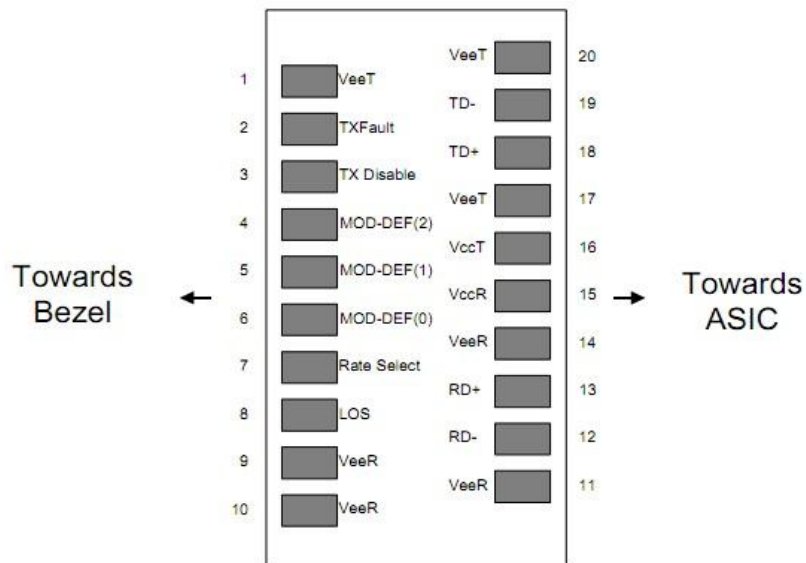 1 VeeT
2 TXFault
3 TX Disable
4 MOD-DEF(2)
5 MOD-DEF(1)
6 MOD-DEF(0)
7 Rate Select
8 LOS
9 VeeR
10 VeeR
VeeT 20
TD- 19
TD+ 18
VeeT 17
VccT 16
VccR 15
VeeR 14
RD+ 13
RD- 12
VeeR 11
Towards
Bezel
Towards
ASIC